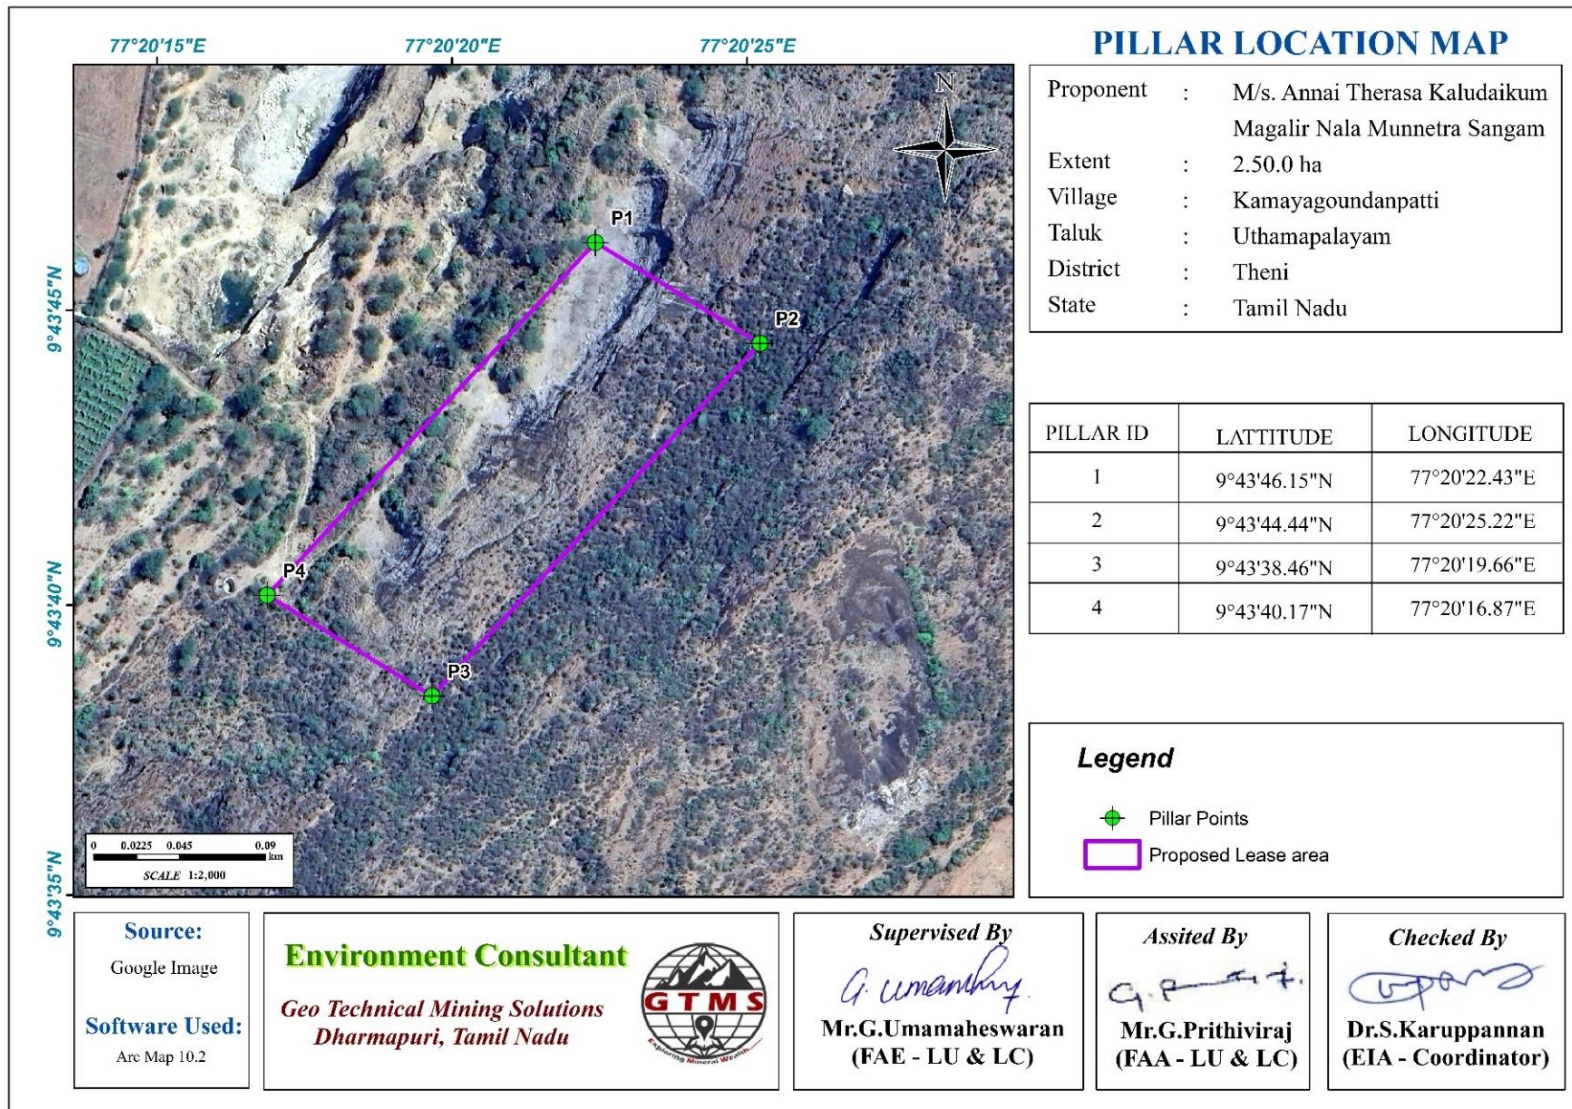 PILLAR LOCATION MAP
77°20'15"E 77°20'20"E 77°20'25"E
9°43'45"N
9°43'40"N
9°43'35"N
N
P1
P2
P4
P3
0 0.0225 0.045 0.09
km
SCALE 1:2,000
Proponent : M/s. Annai Therasa Kaludaikum
Magalir Nala Munnetra Sangam
Extent : 2.50.0 ha
Village : Kamayagoundanpatti
Taluk : Uthamapalayam
District : Theni
State : Tamil Nadu
PILLAR ID LATTITUDE LONGITUDE
1 9°43'46.15"N 77°20'22.43"E
2 9°43'44.44"N 77°20'25.22"E
3 9°43'38.46"N 77°20'19.66"E
4 9°43'40.17"N 77°20'16.87"E
Legend
Pillar Points
Proposed Lease area
Source:
Google Image
Software Used:
Arc Map 10.2
Environment Consultant
Geo Technical Mining Solutions
Dharmapuri, Tamil Nadu
GTMS
Exploring Mineral Wealth......
Supervised By
Mr.G.Umamaheswaran
(FAE - LU & LC)
Assited By
Mr.G.Prithiviraj
(FAA - LU & LC)
Checked By
Dr.S.Karuppannan
(EIA - Coordinator)